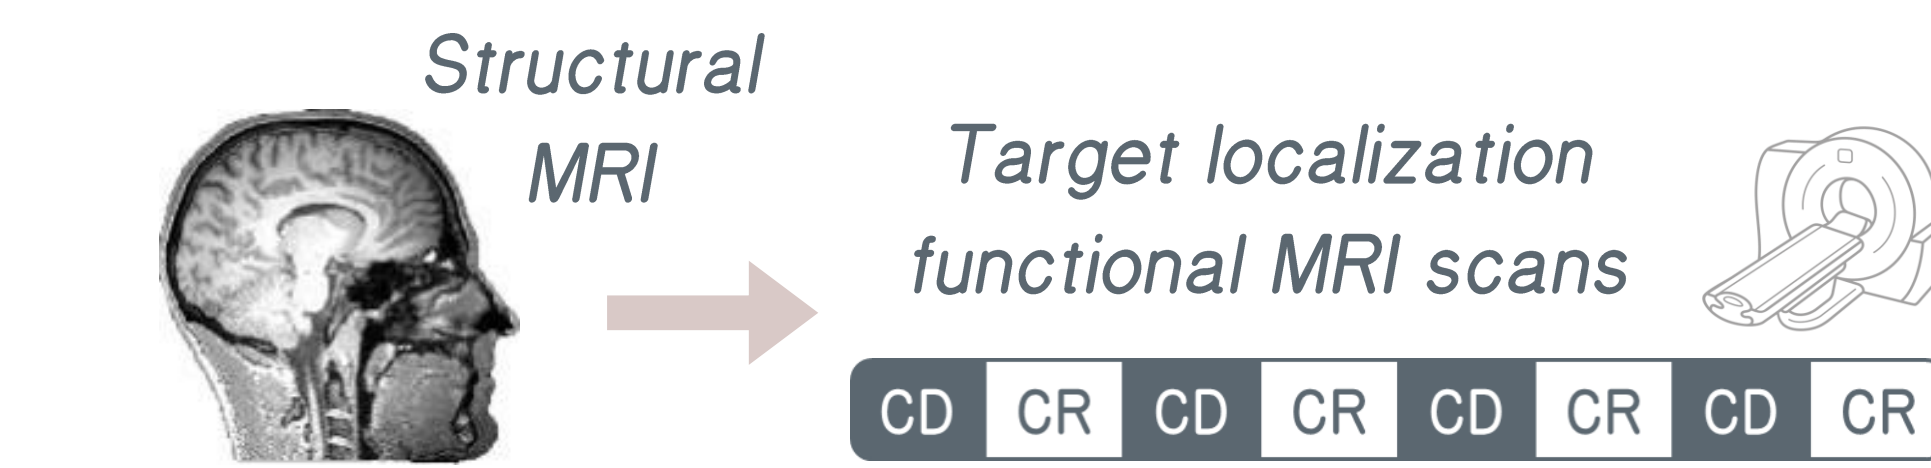 Structural
MRI
Target localization
functional MRI scans
CD CR CD CR CD CR CD CR